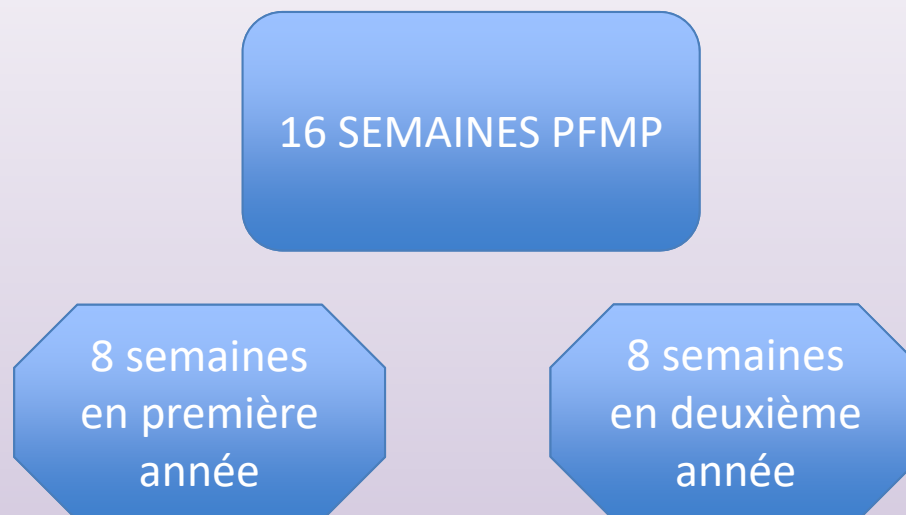 16 SEMAINES PFMP
8 semaines
en première
année
8 semaines
en deuxième
année